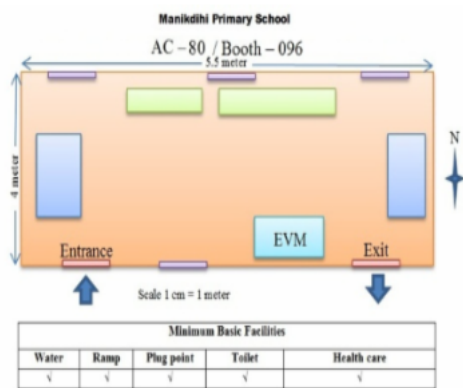 Manikdihi Primary School
AC - 80 / Booth - 096
5.5 meter
4 meter
N
Entrance
EVM
Exit
Scale 1 cm = 1 meter
Minimum Basic Facilities
Water Ramp Plug point Toilet Health care
√ √ √ √ √